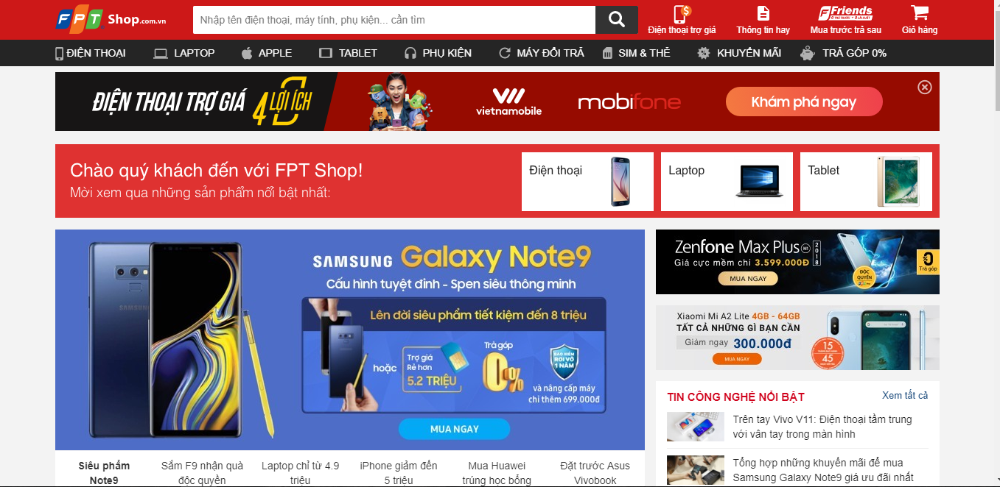 FPT Shop.com.vn
Nhập tên điện thoại, máy tính, phụ kiện... cần tìm
Điện thoại trợ giá
Thông tin hay
Friends
Mua trước trả sau
Giỏ hàng
ĐIỆN THOẠI
LAPTOP
APPLE
TABLET
PHỤ KIỆN
MÁY ĐỔI TRẢ
SIM & THẺ
KHUYẾN MÃI
TRẢ GÓP 0%
ĐIỆN THOẠI TRỢ GIÁ 4 LỢI ÍCH
vietnamobile
mobifone
Khám phá ngay
Chào quý khách đến với FPT Shop!
Mời xem qua những sản phẩm nổi bật nhất:
Điện thoại
Laptop
Tablet
SAMSUNG Galaxy Note9
Cấu hình tuyệt đỉnh - Spen siêu thông minh
Lên đời siêu phẩm tiết kiệm đến 8 triệu
hoặc
Trợ giá
Rẻ hơn
5.2 TRIỆU
Trả góp
0%
BẢO HIỂM
RƠI VỠ
1 NĂM
và nâng cấp máy
chỉ thêm 699.000đ
MUA NGAY
SAMSUNG
Siêu phẩm
Note9
Sắm F9 nhận quà
độc quyền
Laptop chỉ từ 4.9
triệu
iPhone giảm đến
5 triệu
Mua Huawei
trúng học bổng
Đặt trước Asus
Vivobook
Zenfone Max Plus M1 2018
Giá cực mềm chỉ 3.599.000Đ
MUA NGAY
ĐỘC
QUYỀN
0
Trả góp
Xiaomi Mi A2 Lite 4GB - 64GB
TẤT CẢ NHỮNG GÌ BẠN CẦN
Giảm ngay 300.000đ
MUA NGAY
15
45
TIN CÔNG NGHỆ NỔI BẬT
Xem tất cả
Trên tay Vivo V11: Điện thoại tầm trung
với vân tay trong màn hình
Tổng hợp những khuyến mãi để mua
Samsung Galaxy Note9 giá ưu đãi nhất